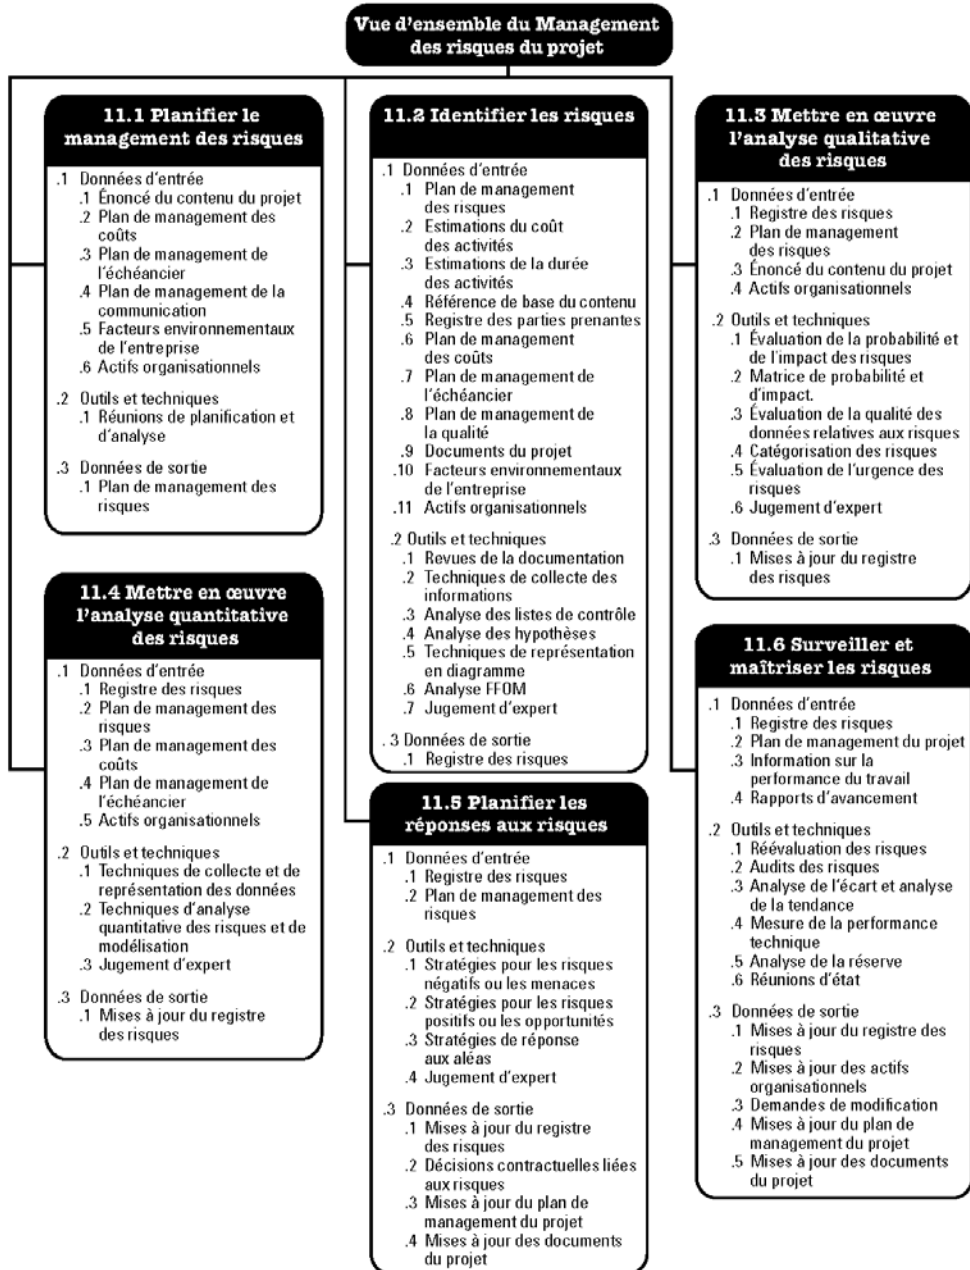 Vue d'ensemble du Management
des risques du projet
11.1 Planifier le
management des risques
.1 Données d'entrée
.1 Énoncé du contenu du projet
.2 Plan de management des
coûts
.3 Plan de management de
l'échéancier
.4 Plan de management de la
communication
.5 Facteurs environnementaux
de l'entreprise
.6 Actifs organisationnels
.2 Outils et techniques
.1 Réunions de planification et
d'analyse
.3 Données de sortie
.1 Plan de management des
risques
11.2 Identifier les risques
.1 Données d'entrée
.1 Plan de management
des risques
.2 Estimations du coût
des activités
.3 Estimations de la durée
des activités
.4 Référence de base du contenu
.5 Registre des parties prenantes
.6 Plan de management
des coûts
.7 Plan de management de
l'échéancier
.8 Plan de management de
la qualité
.9 Documents du projet
.10 Facteurs environnementaux
de l'entreprise
.11 Actifs organisationnels
.2 Outils et techniques
.1 Revues de la documentation
.2 Techniques de collecte des
informations
.3 Analyse des listes de contrôle
.4 Analyse des hypothèses
.5 Techniques de représentation
en diagramme
.6 Analyse FFOM
.7 Jugement d'expert
.3 Données de sortie
.1 Registre des risques
11.3 Mettre en œuvre
l'analyse qualitative
des risques
.1 Données d'entrée
.1 Registre des risques
.2 Plan de management
des risques
.3 Énoncé du contenu du projet
.4 Actifs organisationnels
.2 Outils et techniques
.1 Évaluation de la probabilité et
de l'impact des risques
.2 Matrice de probabilité et
d'impact.
.3 Évaluation de la qualité des
données relatives aux risques
.4 Catégorisation des risques
.5 Évaluation de l'urgence des
risques
.6 Jugement d'expert
.3 Données de sortie
.1 Mises à jour du registre
des risques
11.4 Mettre en œuvre
l'analyse quantitative
des risques
.1 Données d'entrée
.1 Registre des risques
.2 Plan de management des
risques
.3 Plan de management des
coûts
.4 Plan de management de
l'échéancier
.5 Actifs organisationnels
.2 Outils et techniques
.1 Techniques de collecte et de
représentation des données
.2 Techniques d'analyse
quantitative des risques et de
modélisation
.3 Jugement d'expert
.3 Données de sortie
.1 Mises à jour du registre
des risques
11.5 Planifier les
réponses aux risques
.1 Données d'entrée
.1 Registre des risques
.2 Plan de management des
risques
.2 Outils et techniques
.1 Stratégies pour les risques
négatifs ou les menaces
.2 Stratégies pour les risques
positifs ou les opportunités
.3 Stratégies de réponse
aux aléas
.4 Jugement d'expert
.3 Données de sortie
.1 Mises à jour du registre
des risques
.2 Décisions contractuelles liées
aux risques
.3 Mises à jour du plan de
management du projet
.4 Mises à jour des documents
du projet
11.6 Surveiller et
maîtriser les risques
.1 Données d'entrée
.1 Registre des risques
.2 Plan de management du projet
.3 Information sur la
performance du travail
.4 Rapports d'avancement
.2 Outils et techniques
.1 Réévaluation des risques
.2 Audits des risques
.3 Analyse de l'écart et analyse
de la tendance
.4 Mesure de la performance
technique
.5 Analyse de la réserve
.6 Réunions d'état
.3 Données de sortie
.1 Mises à jour du registre des
risques
.2 Mises à jour des actifs
organisationnels
.3 Demandes de modification
.4 Mises à jour du plan de
management du projet
.5 Mises à jour des documents
du projet